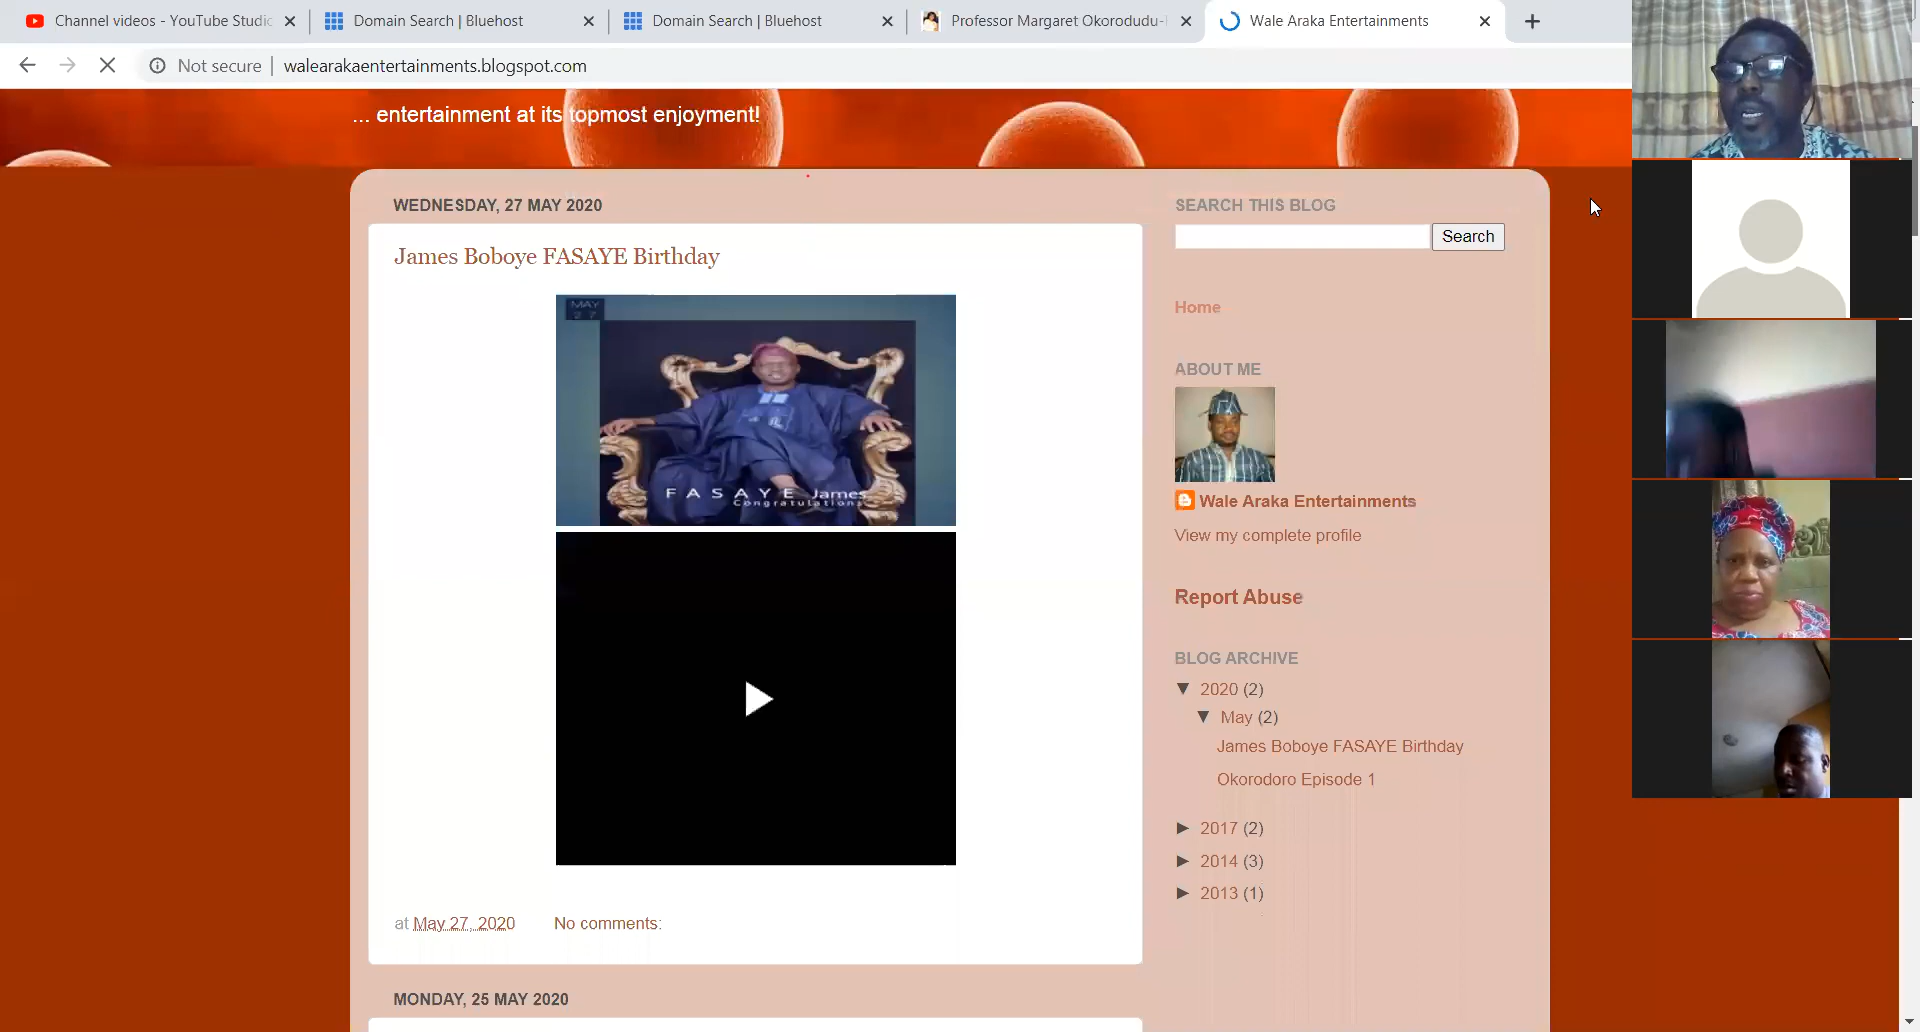 Channel videos - YouTube Studio
Domain Search | Bluehost
Domain Search | Bluehost
Professor Margaret Okorodudu-
Wale Araka Entertainments
Not secure
walearakaentertainments.blogspot.com
... entertainment at its topmost enjoyment!
WEDNESDAY, 27 MAY 2020
James Boboye FASAYE Birthday
MAY
27
FASAYE James
Congratulations
at May 27, 2020
No comments:
MONDAY, 25 MAY 2020
SEARCH THIS BLOG
Search
Home
ABOUT ME
Wale Araka Entertainments
View my complete profile
Report Abuse
BLOG ARCHIVE
▼ 2020 (2)
▼ May (2)
James Boboye FASAYE Birthday
Okorodoro Episode 1
► 2017 (2)
► 2014 (3)
► 2013 (1)